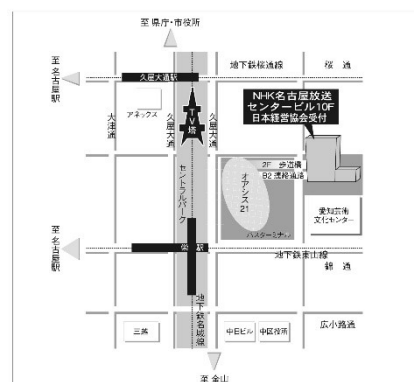 至 県庁・市役所
至 名古屋駅
久屋大通駅
地下鉄桜通線
桜 通
アネックス
大津通
久屋大通
TV塔
久屋大通
NHK名古屋放送
センタービル10F
日本経営協会受付
セントラルパーク
オアシス21
2F 歩道橋
B2 連絡通路
バスターミナル
愛知芸術
文化センター
至 名古屋駅
栄駅
地下鉄東山線
錦 通
地下鉄名城線
三越
中日ビル
中区役所
広小路通
至 金山